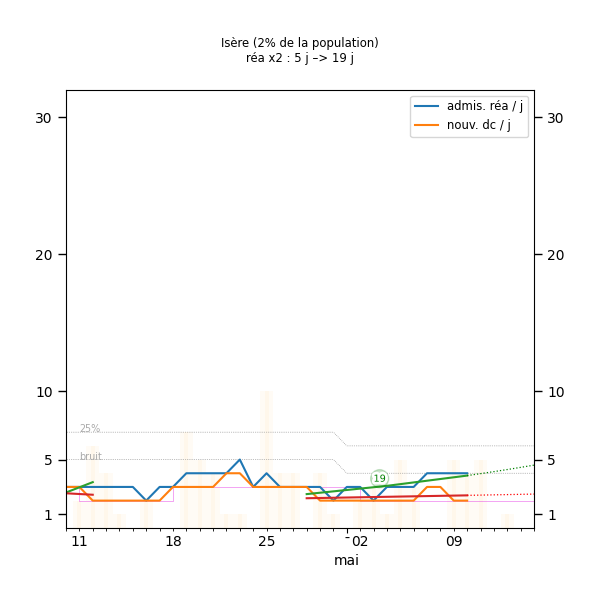 Isère (2% de la population)
réa x2 : 5 j –> 19 j
admis. réa / j
nouv. dc / j
30 30
20 20
10 10
25%
bruit
5 5
19
1 1
11 18 25 02 09
mai